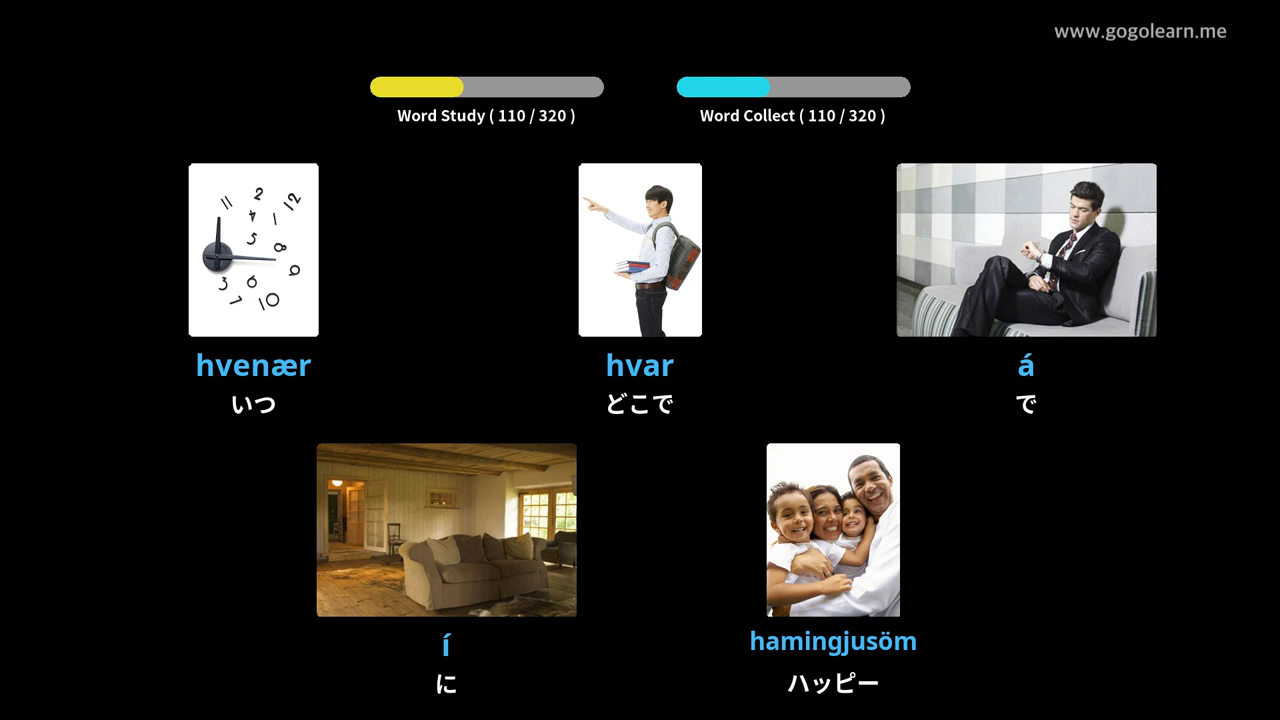 www.gogolearn.me
Word Study ( 110 / 320 )
Word Collect ( 110 / 320 )
hvenær
いつ
hvar
どこで
á
で
í
に
hamingjusöm
ハッピー